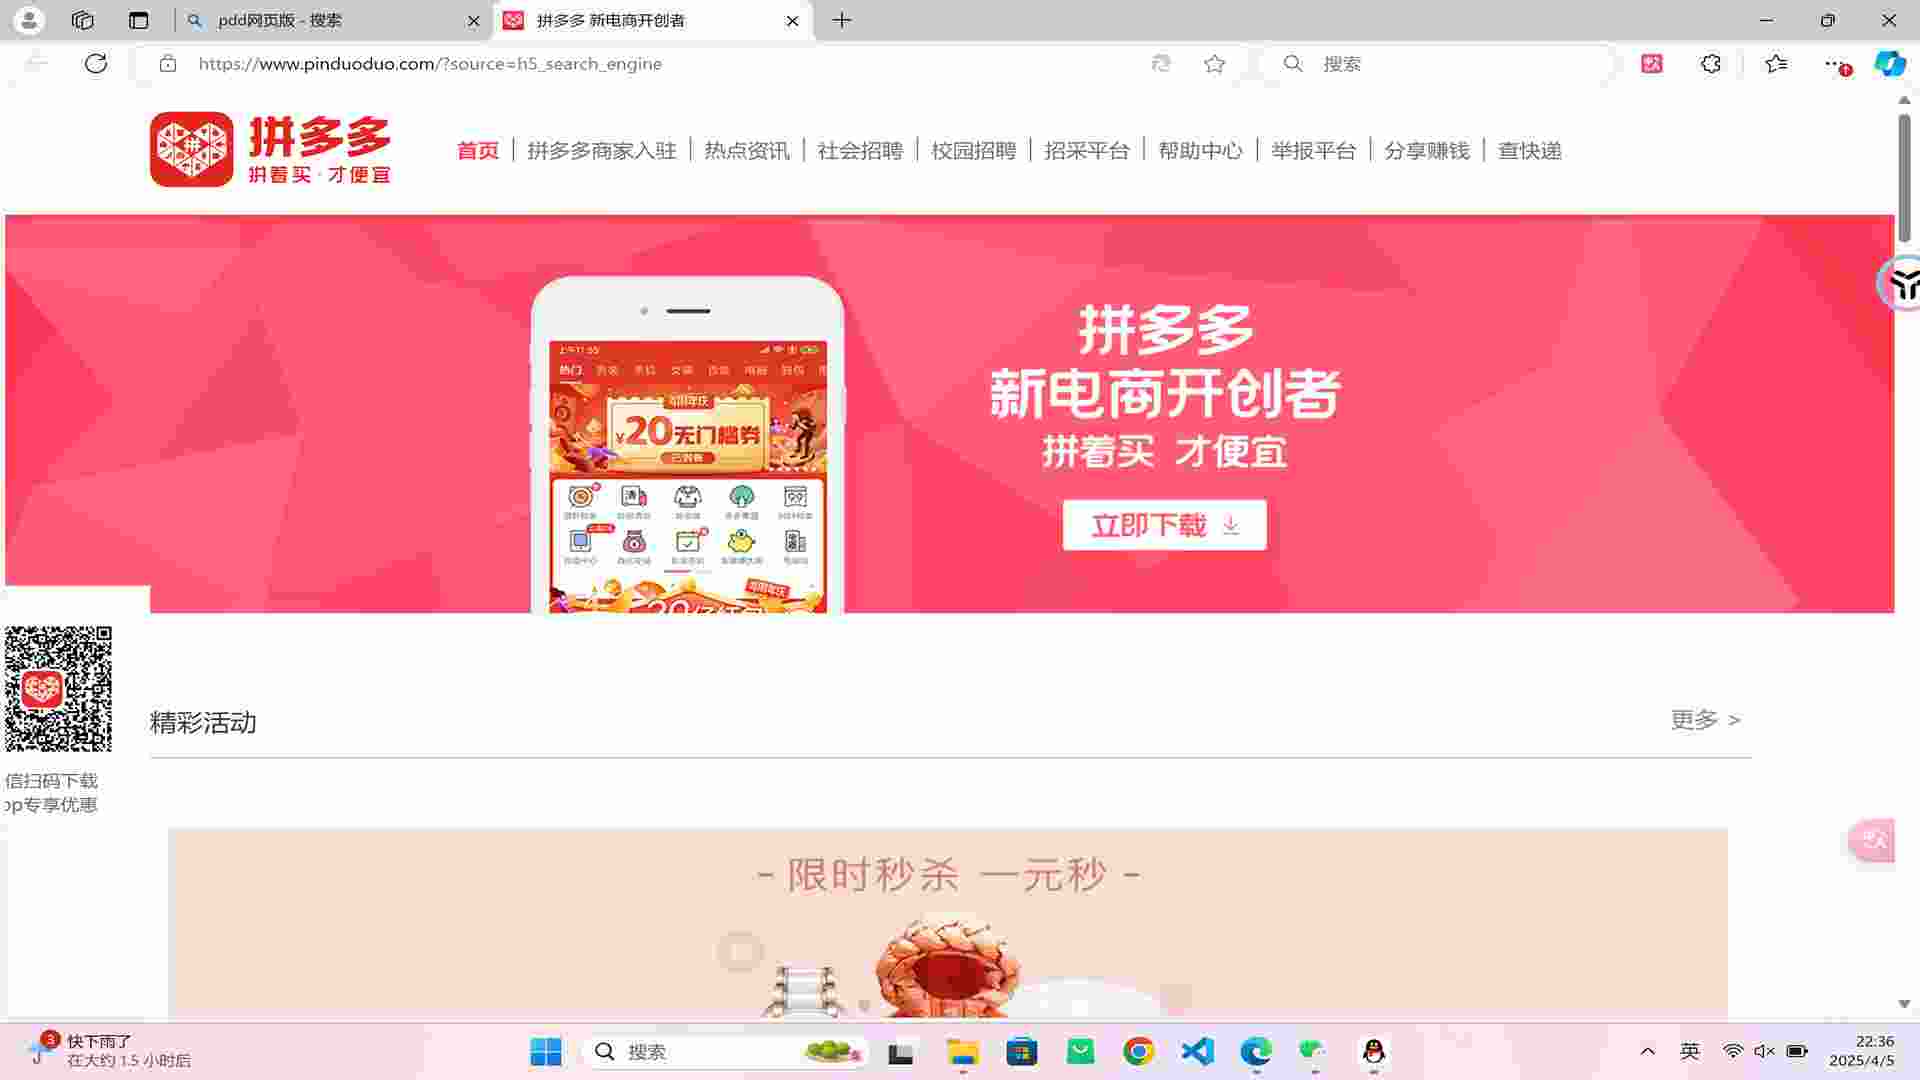 pdd网页版 - 搜索
拼多多 新电商开创者
https://www.pinduoduo.com/?source=h5_search_engine
搜索
拼多多
拼着买·才便宜
首页
拼多多商家入驻
热点资讯
社会招聘
校园招聘
招采平台
帮助中心
举报平台
分享赚钱
查快递
热门
¥20无门槛券
拼多多
新电商开创者
拼着买 才便宜
立即下载
信扫码下载
pp专享优惠
精彩活动
更多 >
- 限时秒杀 一元秒 -
3
快下雨了
在大约 1.5 小时后
搜索
英
22:36
2025/4/5